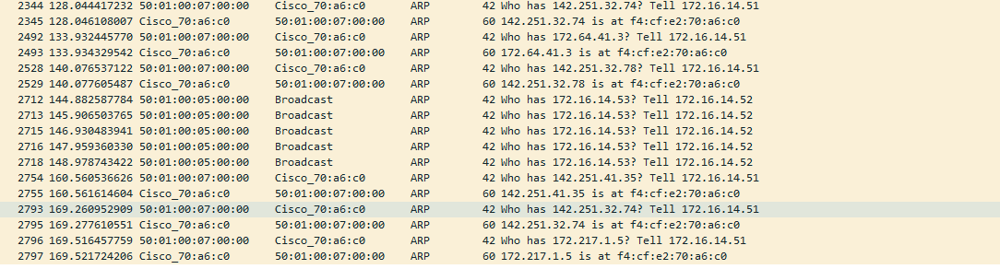 2344 128.044417232 50:01:00:07:00:00 Cisco_70:a6:c0 ARP 42 Who has 142.251.32.74? Tell 172.16.14.51
2345 128.046108007 Cisco_70:a6:c0 50:01:00:07:00:00 ARP 60 142.251.32.74 is at f4:cf:e2:70:a6:c0
2492 133.932445770 50:01:00:07:00:00 Cisco_70:a6:c0 ARP 42 Who has 172.64.41.3? Tell 172.16.14.51
2493 133.934329542 Cisco_70:a6:c0 50:01:00:07:00:00 ARP 60 172.64.41.3 is at f4:cf:e2:70:a6:c0
2528 140.076537122 50:01:00:07:00:00 Cisco_70:a6:c0 ARP 42 Who has 142.251.32.78? Tell 172.16.14.51
2529 140.077605487 Cisco_70:a6:c0 50:01:00:07:00:00 ARP 60 142.251.32.78 is at f4:cf:e2:70:a6:c0
2712 144.882587784 50:01:00:05:00:00 Broadcast ARP 42 Who has 172.16.14.53? Tell 172.16.14.52
2713 145.906503765 50:01:00:05:00:00 Broadcast ARP 42 Who has 172.16.14.53? Tell 172.16.14.52
2715 146.930483941 50:01:00:05:00:00 Broadcast ARP 42 Who has 172.16.14.53? Tell 172.16.14.52
2716 147.959360330 50:01:00:05:00:00 Broadcast ARP 42 Who has 172.16.14.53? Tell 172.16.14.52
2718 148.978743422 50:01:00:05:00:00 Broadcast ARP 42 Who has 172.16.14.53? Tell 172.16.14.52
2754 160.560536626 50:01:00:07:00:00 Cisco_70:a6:c0 ARP 42 Who has 142.251.41.35? Tell 172.16.14.51
2755 160.561614604 Cisco_70:a6:c0 50:01:00:07:00:00 ARP 60 142.251.41.35 is at f4:cf:e2:70:a6:c0
2793 169.260952909 50:01:00:07:00:00 Cisco_70:a6:c0 ARP 42 Who has 142.251.32.74? Tell 172.16.14.51
2795 169.277610551 Cisco_70:a6:c0 50:01:00:07:00:00 ARP 60 142.251.32.74 is at f4:cf:e2:70:a6:c0
2796 169.516457759 50:01:00:07:00:00 Cisco_70:a6:c0 ARP 42 Who has 172.217.1.5? Tell 172.16.14.51
2797 169.521724206 Cisco_70:a6:c0 50:01:00:07:00:00 ARP 60 172.217.1.5 is at f4:cf:e2:70:a6:c0